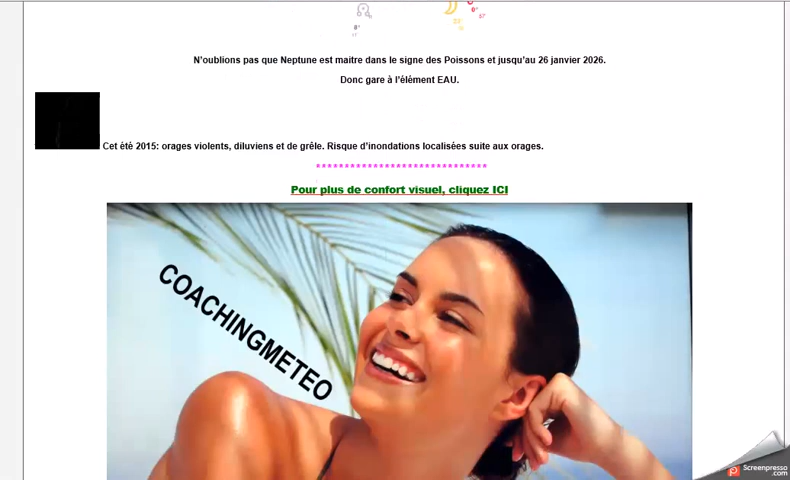 N'oublions pas que Neptune est maitre dans le signe des Poissons et jusqu'au 26 janvier 2026.
Donc gare à l'élément EAU.
Cet été 2015: orages violents, diluviens et de grêle. Risque d'inondations localisées suite aux orages.
******************************
Pour plus de confort visuel, cliquez ICI
COACHINGMETEO
Screenpresso
.com